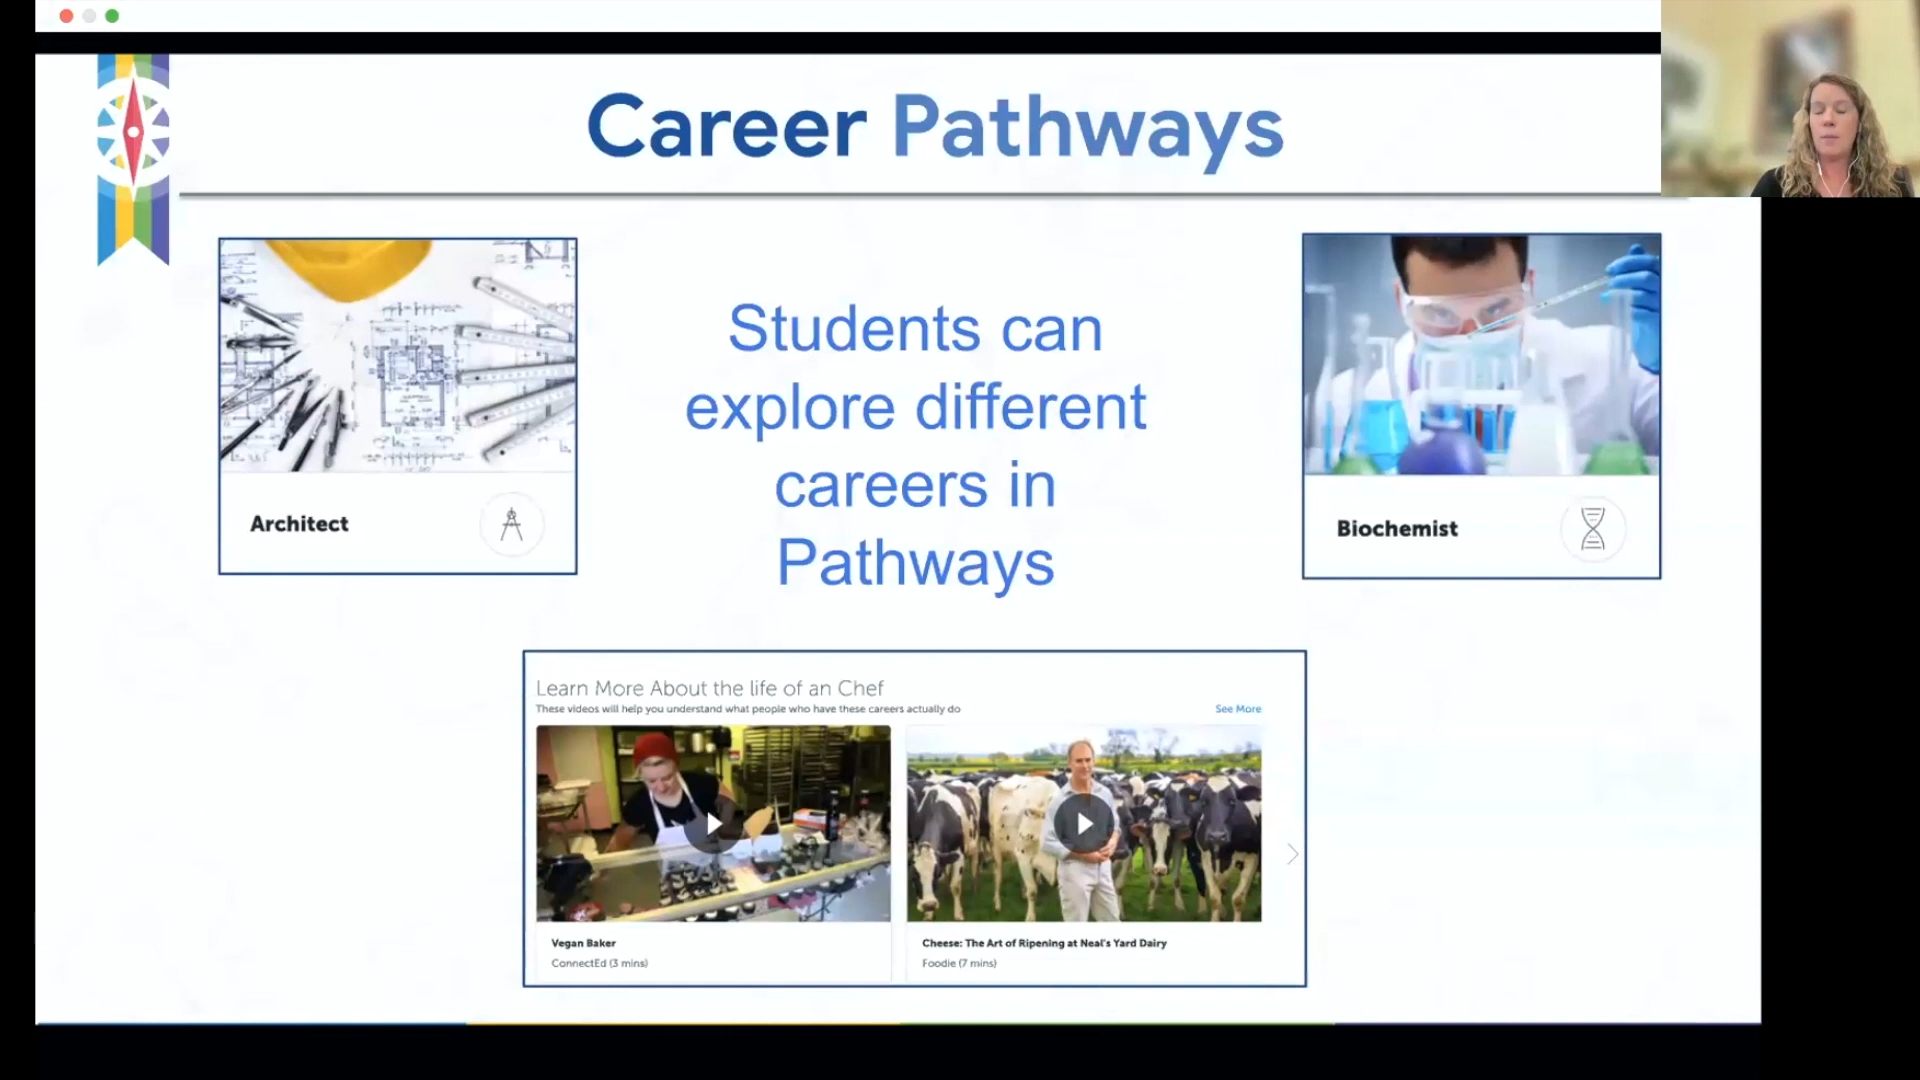 Career Pathways
Students can
explore different
careers in
Pathways
Architect
Biochemist
Learn More About the life of an Chef
These videos will help you understand what people who have these careers actually do
See More
Vegan Baker
ConnectEd (3 mins)
Cheese: The Art of Ripening at Neal's Yard Dairy
Foodie (7 mins)